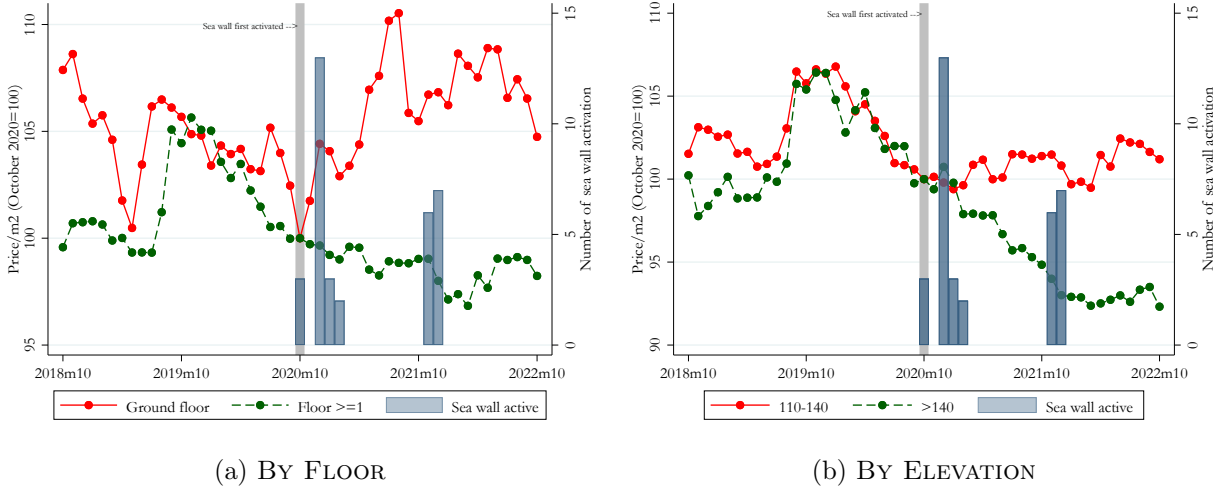 Sea wall first activated -->
Price/m2 (October 2020=100)
110
105
100
95
15
10
5
0
Number of sea wall activation
2018m10 2019m10 2020m10 2021m10 2022m10
Ground floor Floor >=1 Sea wall active
(a) By Floor
Sea wall first activated -->
Price/m2 (October 2020=100)
110
105
100
95
90
15
10
5
0
Number of sea wall activation
2018m10 2019m10 2020m10 2021m10 2022m10
110-140 >140 Sea wall active
(b) By Elevation